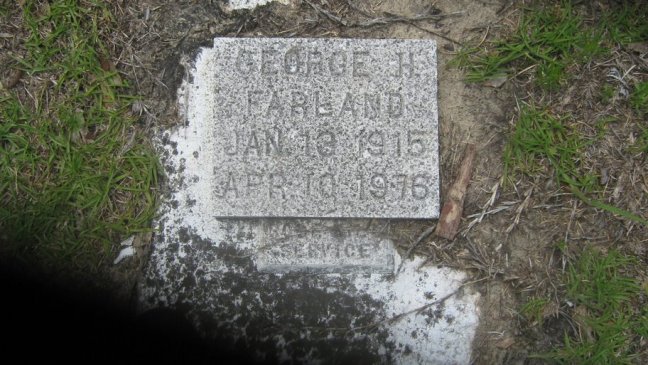 GEORGE H.
FARLAND
JAN. 13 1915
APR. 10 1976
SERVICE